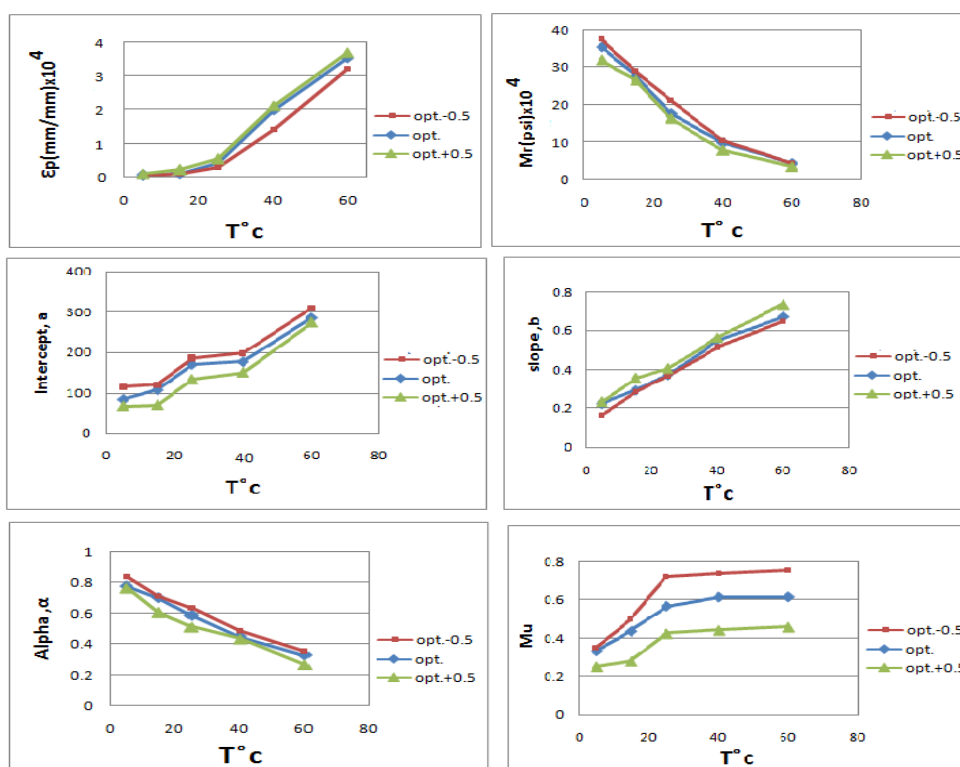 Ɛp(mm/mm)x10 4
4
3
2
1
0
0 20 40 60
T°c
opt.-0.5
opt.
opt.+0.5
Mr(psi)x10 4
40
30
20
10
0
0 20 40 60 80
T°c
opt.-0.5
opt.
opt+0.5
Intercept, a
400
300
200
100
0
0 20 40 60 80
T°c
opt.-0.5
opt.
opt.+0.5
slope,b
0.8
0.6
0.4
0.2
0
0 20 40 60 80
T°c
opt.-0.5
opt.
opt.+0.5
Alpha,α
1
0.8
0.6
0.4
0.2
0
0 20 40 60 80
T°c
opt.-0.5
opt.
opt.+0.5
Mu
0.8
0.6
0.4
0.2
0
0 20 40 60 80
T°c
opt.-0.5
opt.
opt.+0.5